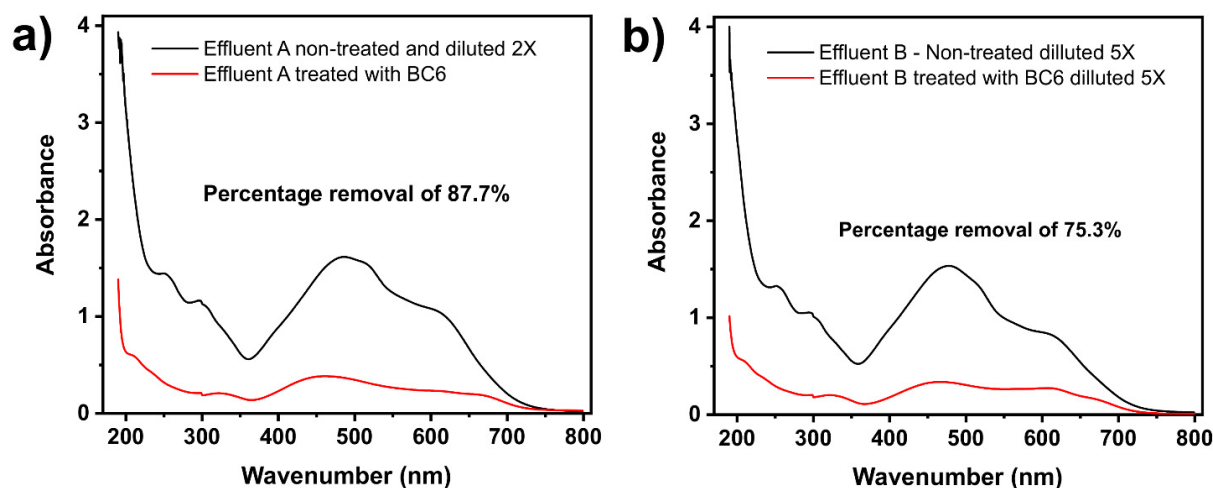 a)
Effluent A non-treated and diluted 2X
Effluent A treated with BC6
Percentage removal of 87.7%
Absorbance
4
3
2
1
0
200 300 400 500 600 700 800
Wavenumber (nm)
b)
Effluent B - Non-treated dilluted 5X
Effluent B treated with BC6 dilluted 5X
Percentage removal of 75.3%
Absorbance
4
3
2
1
0
200 300 400 500 600 700 800
Wavenumber (nm)